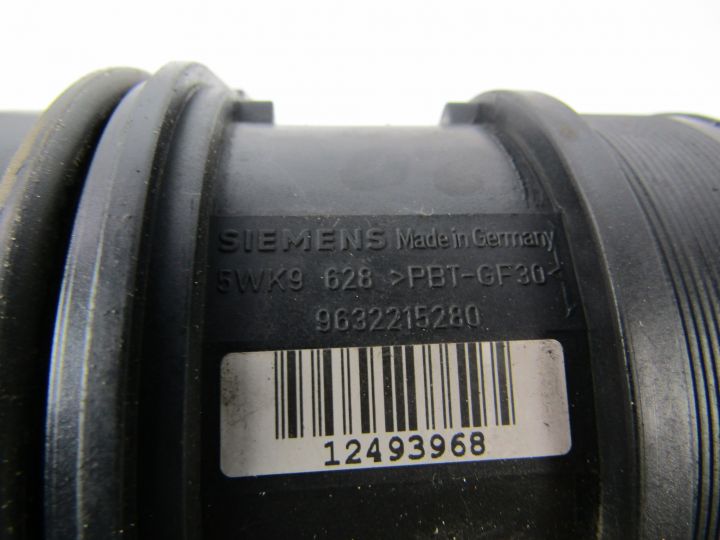 SIEMENS Made in Germany
5WK9 628 >PBT-GF30<
9632215280
12493968